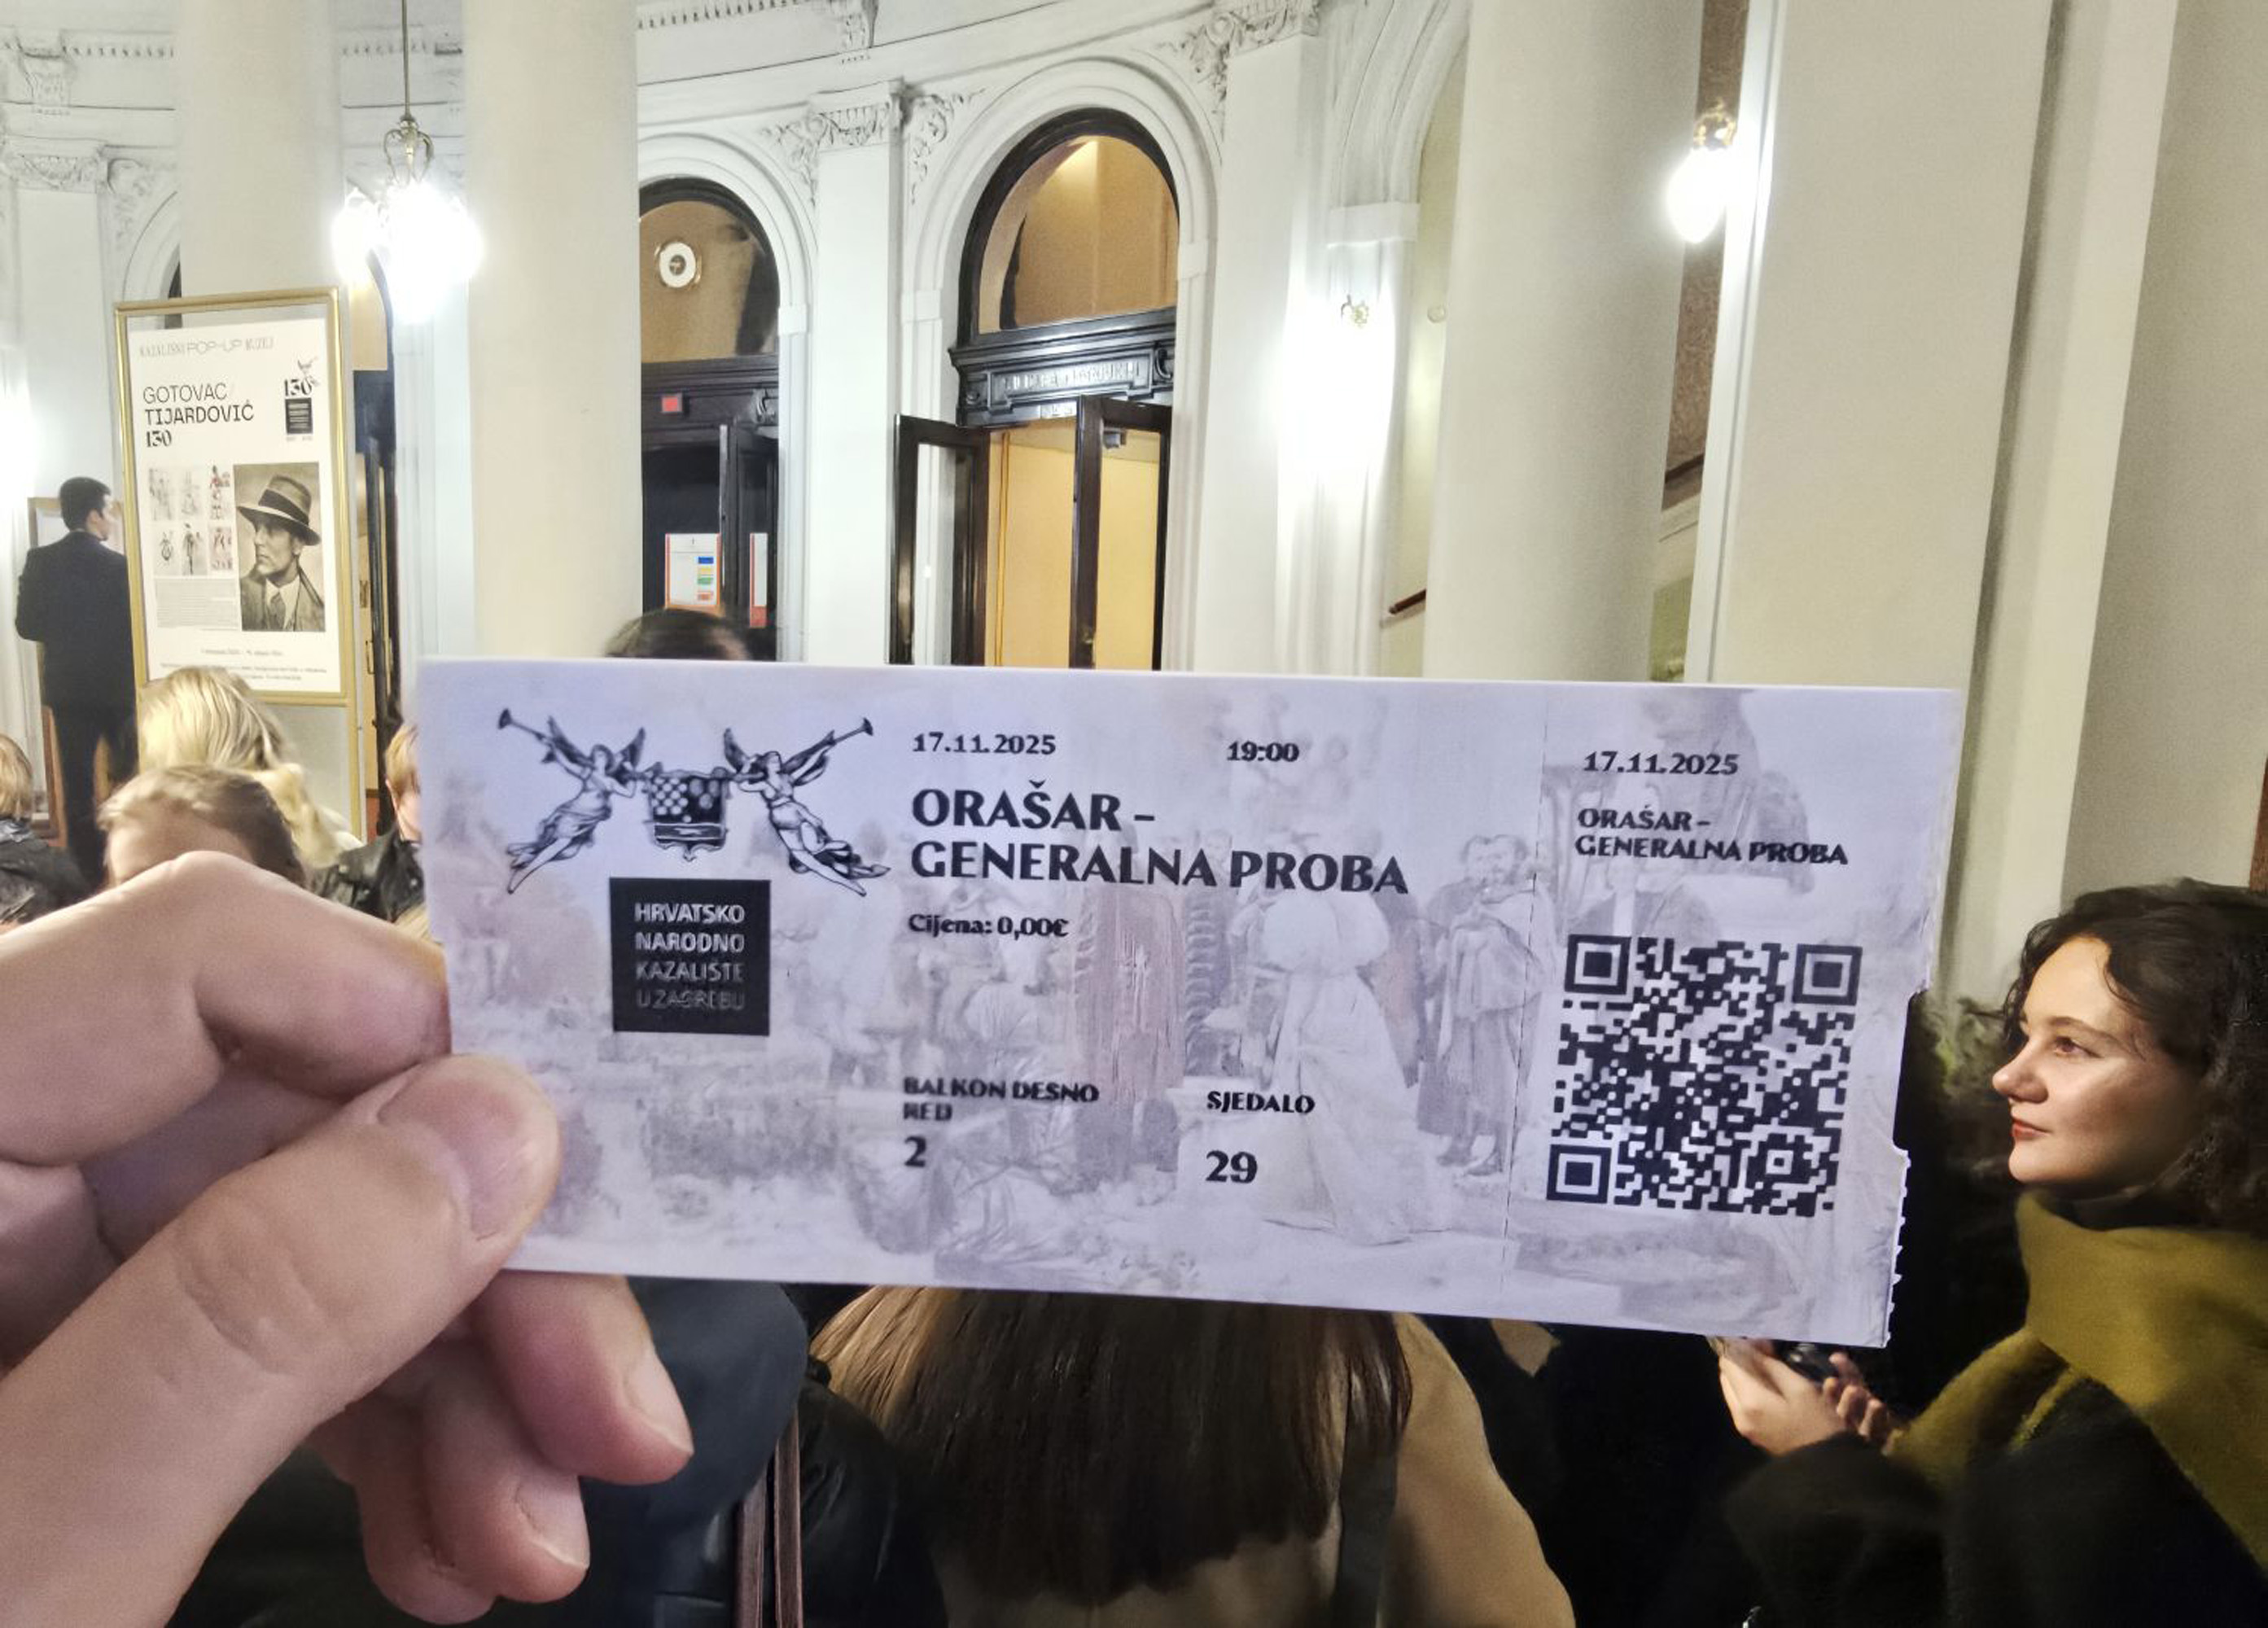 KAZALIŠNI POP-UP MUZEJ
GOTOVAC/
TIJARDOVIĆ
130
150
17.11.2025
19:00
ORAŠAR –
GENERALNA PROBA
Cijena: 0,00€
HRVATSKO
NARODNO
KAZALIŠTE
U ZAGREBU
BALKON DESNO
RED
2
SJEDALO
29
17.11.2025
ORAŠAR –
GENERALNA PROBA